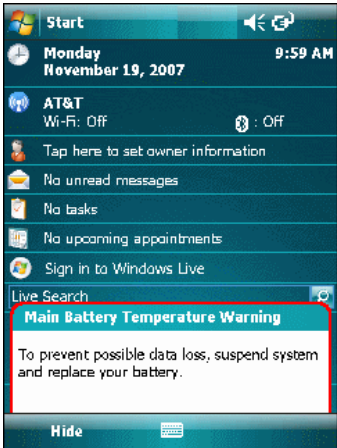 Start
Monday 9:59 AM
November 19, 2007
AT&T
Wi-Fi: Off : Off
Tap here to set owner information
No unread messages
No tasks
No upcoming appointments
Sign in to Windows Live
Live Search
Main Battery Temperature Warning
To prevent possible data loss, suspend system
and replace your battery.
Hide